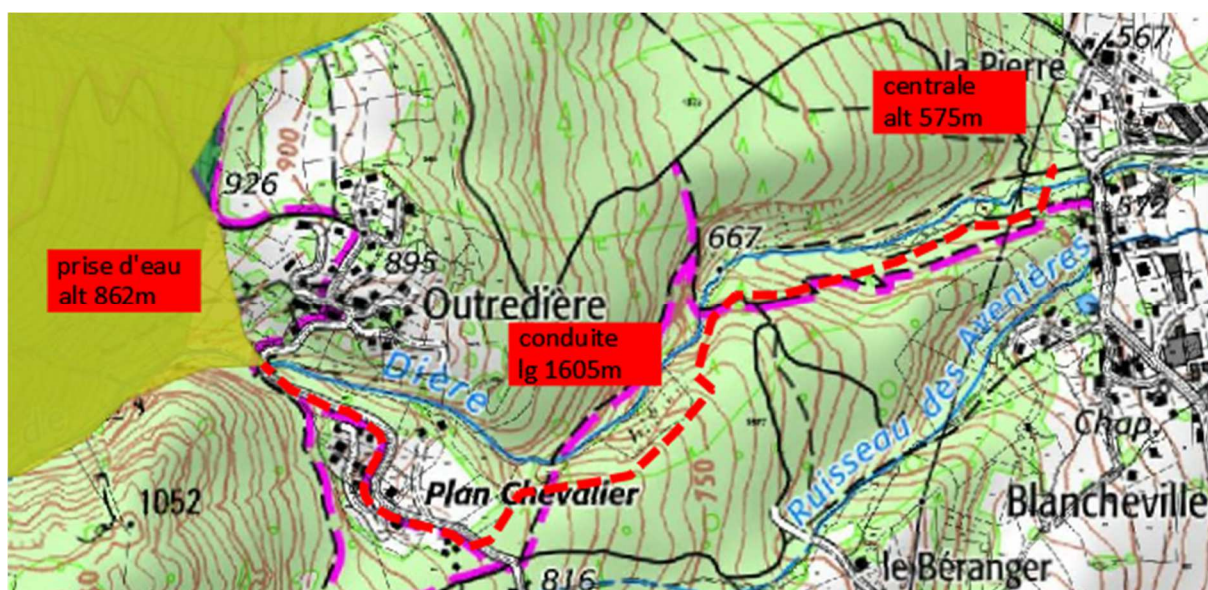 567
la Pierre
centrale
alt 575m
900
926
572
667
prise d'eau
alt 862m
895
Outredière
conduite
lg 1605m
Dière
Ruisseau des Avenières
Chap.
750
Plan Chevalier
1052
Blancheville
816
le Béranger